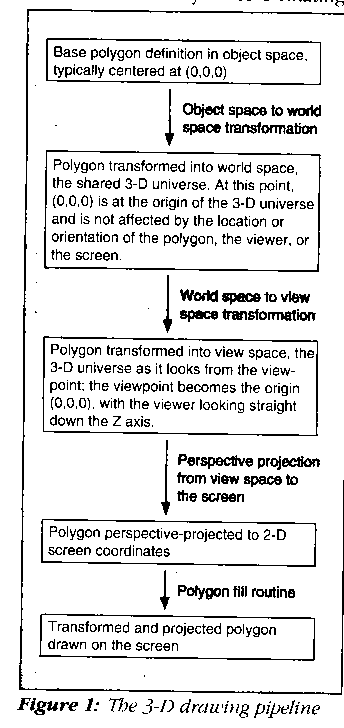 Base polygon definition in object space,
typically centered at (0,0,0)
Object space to world
space transformation
Polygon transformed into world space,
the shared 3-D universe. At this point,
(0,0,0) is at the origin of the 3-D universe
and is not affected by the location or
orientation of the polygon, the viewer, or
the screen.
World space to view
space transformation
Polygon transformed into view space, the
3-D universe as it looks from the view-
point; the viewpoint becomes the origin
(0,0,0), with the viewer looking straight
down the Z axis.
Perspective projection
from view space to
the screen
Polygon perspective-projected to 2-D
screen coordinates
Polygon fill routine
Transformed and projected polygon
drawn on the screen
Figure 1: The 3-D drawing pipeline